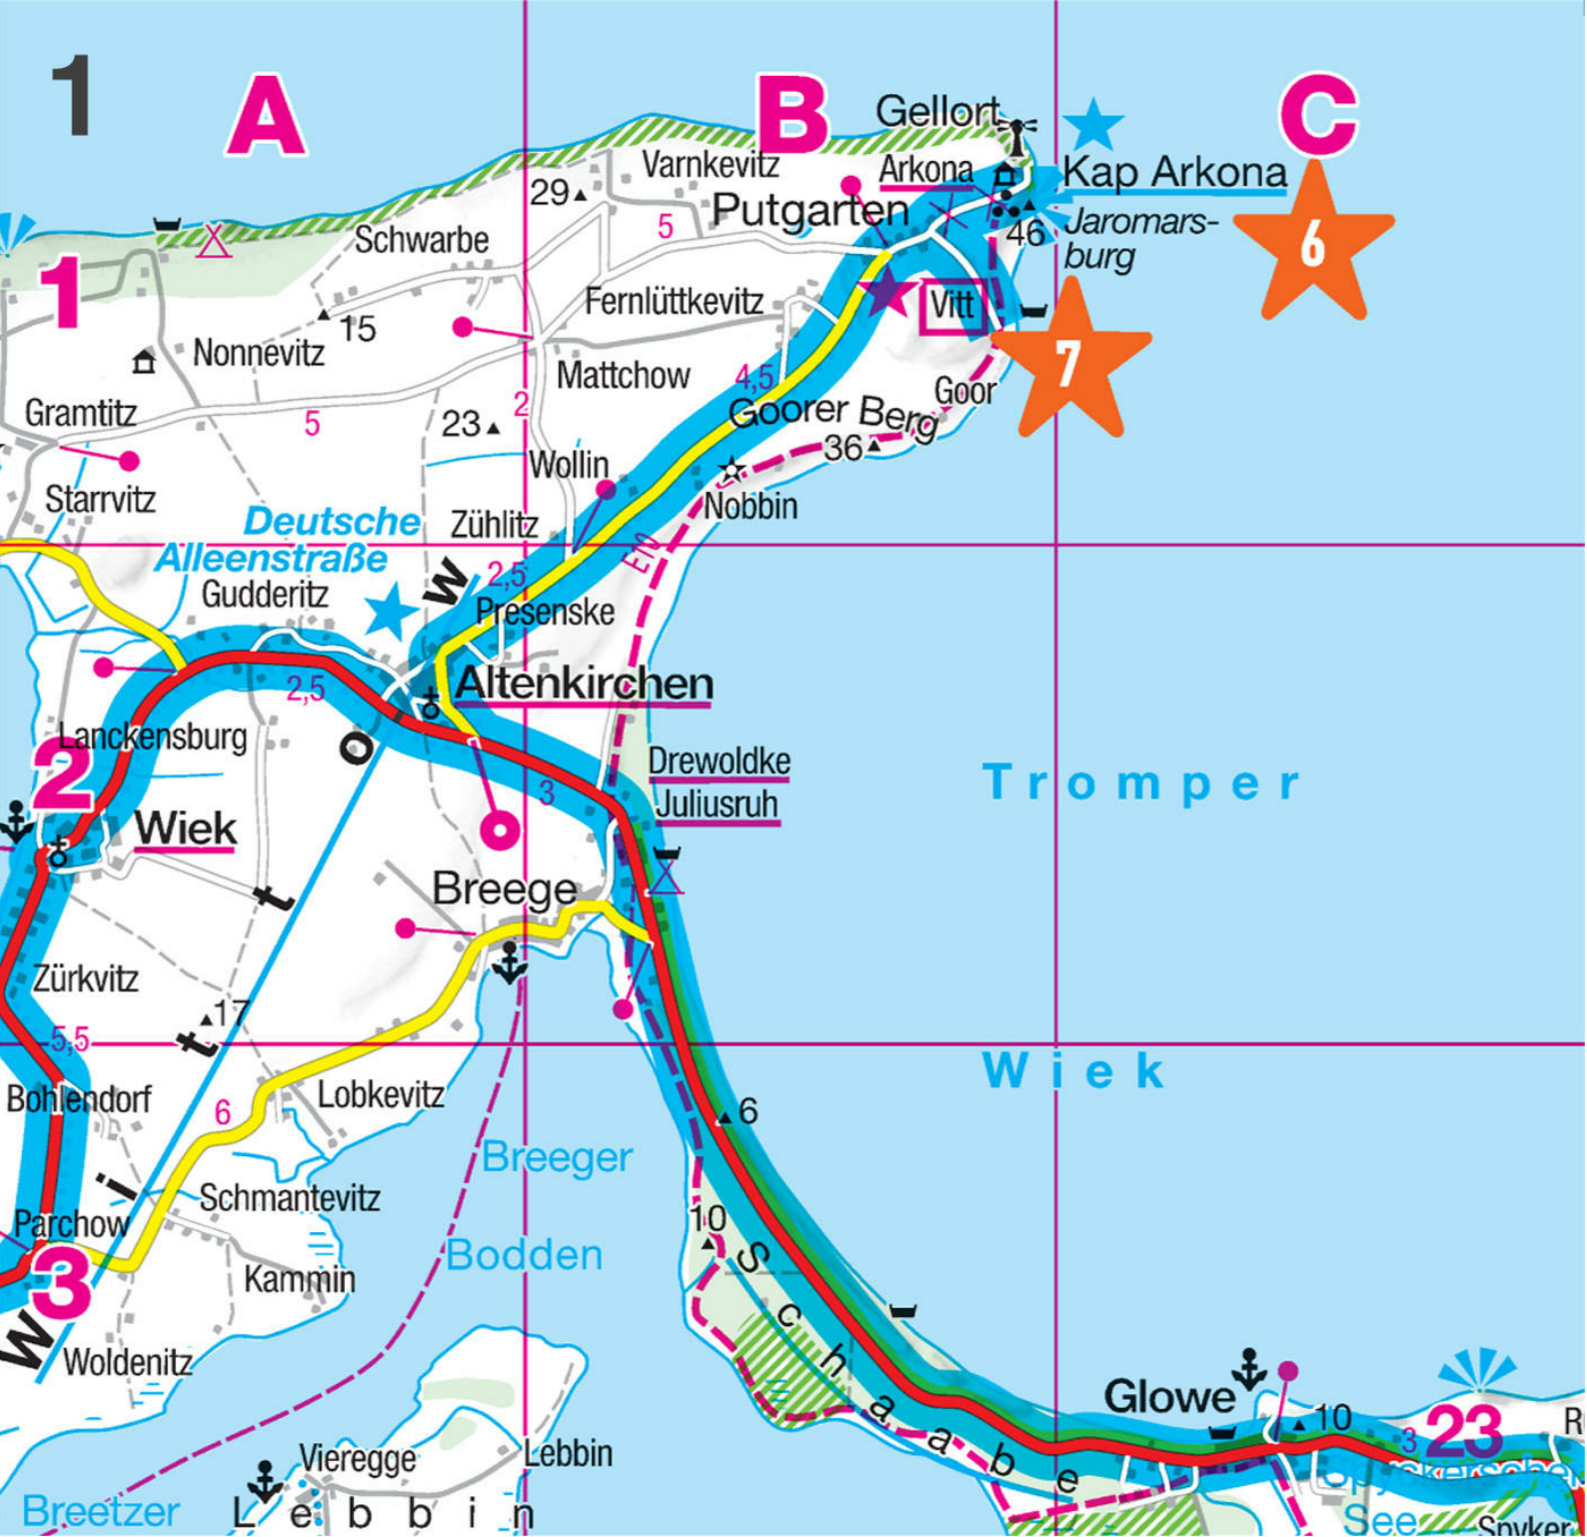 1
A
B
C
Gellort
Varnkevitz
Arkona
Kap Arkona
29
Putgarten
5
Jaromars-
burg
46
6
Schwarbe
1
Fernlüttkevitz
Vitt
15
Nonnevitz
7
Mattchow
4,5
Goor
Gramtitz
5
2
23
Goorer Berg
36
Wollin
Starrvitz
Nobbin
Deutsche
Alleenstraße
Zühlitz
E10
W
2,5
Gudderitz
Presenske
2,5
Altenkirchen
Lanckensburg
o
Drewoldke
Juliusruh
2
3
Tromper
Wiek
t
Breege
Zürkvitz
17
t
5,5
Wiek
Bohlendorf
6
Lobkevitz
6
Breeger
i
Schmantevitz
Parchow
10
Bodden
3
Kammin
W
Woldenitz
Schaabe
Glowe
10
3
23
R
Vieregge
Lebbin
Spyckerscher
See
Breetzer
Lebbin
Spyker